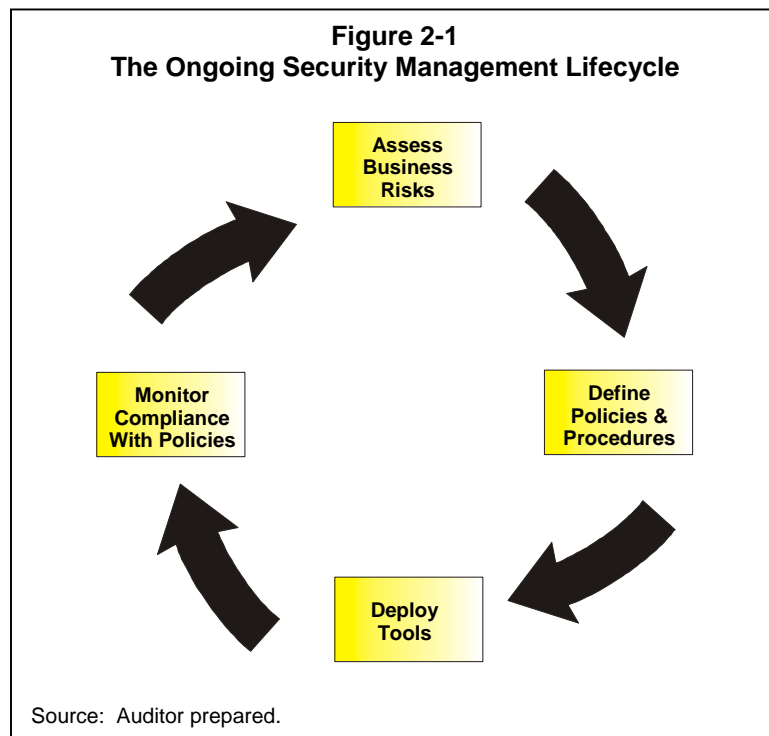 Figure 2-1
The Ongoing Security Management Lifecycle
Assess
Business
Risks
Define
Policies &
Procedures
Deploy
Tools
Monitor
Compliance
With Policies
Source: Auditor prepared.